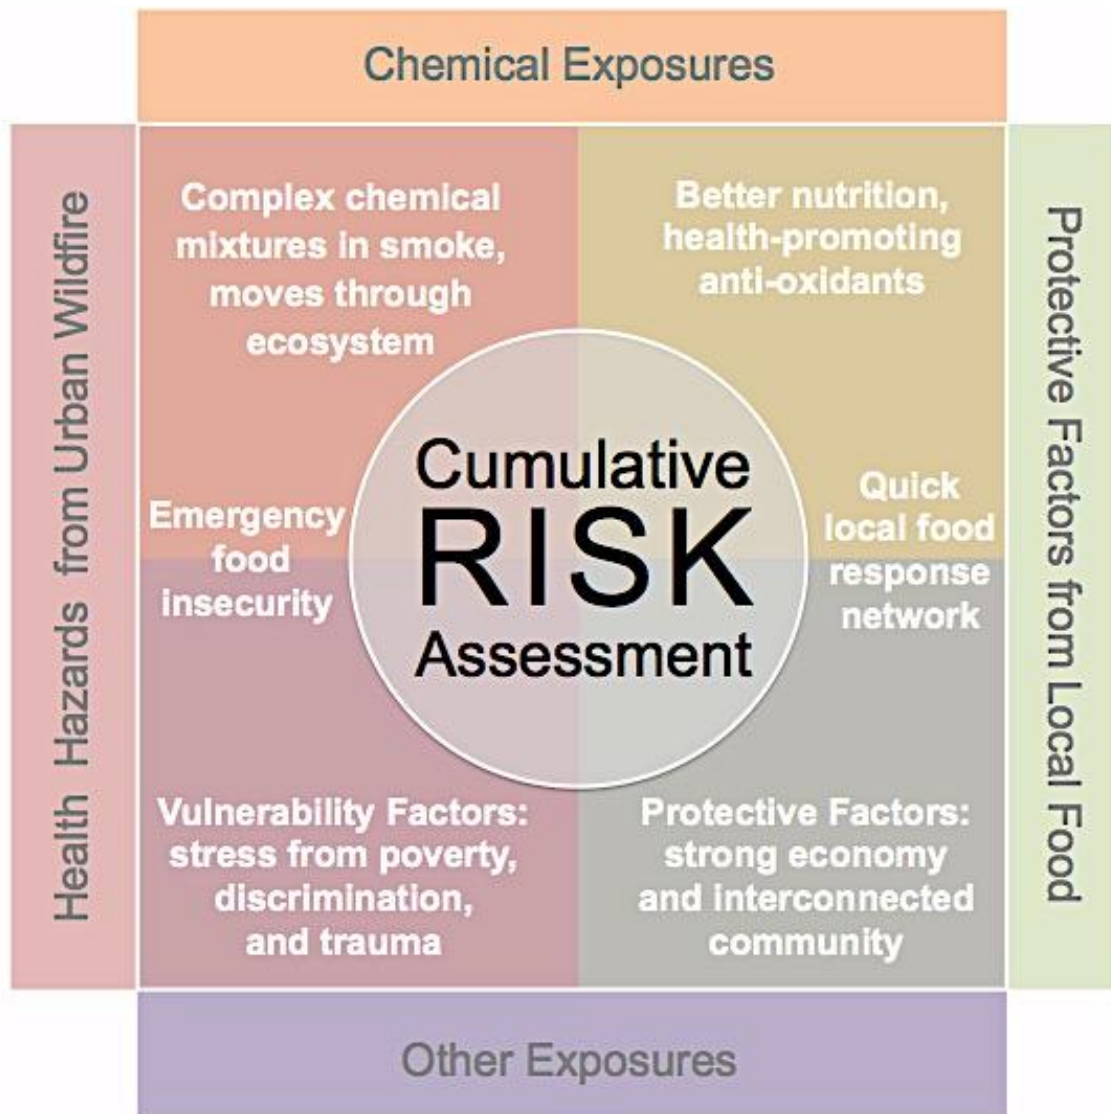 Chemical Exposures
Health Hazards from Urban Wildfire
Complex chemical
mixtures in smoke,
moves through
ecosystem
Better nutrition,
health-promoting
anti-oxidants
Protective Factors from Local Food
Emergency
food
insecurity
Cumulative
RISK
Assessment
Quick
local food
response
network
Vulnerability Factors:
stress from poverty,
discrimination,
and trauma
Protective Factors:
strong economy
and interconnected
community
Other Exposures